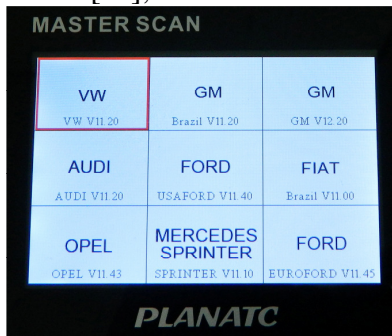 MASTER SCAN
VW
VW V11.20
GM
Brazil V11.20
GM
GM V12.20
AUDI
AUDI V11.20
FORD
USAFORD V11.40
FIAT
Brazil V11.00
OPEL
OPEL V11.43
MERCEDES
SPRINTER
SPRINTER V11.10
FORD
EUROFORD V11.45
PLANATC